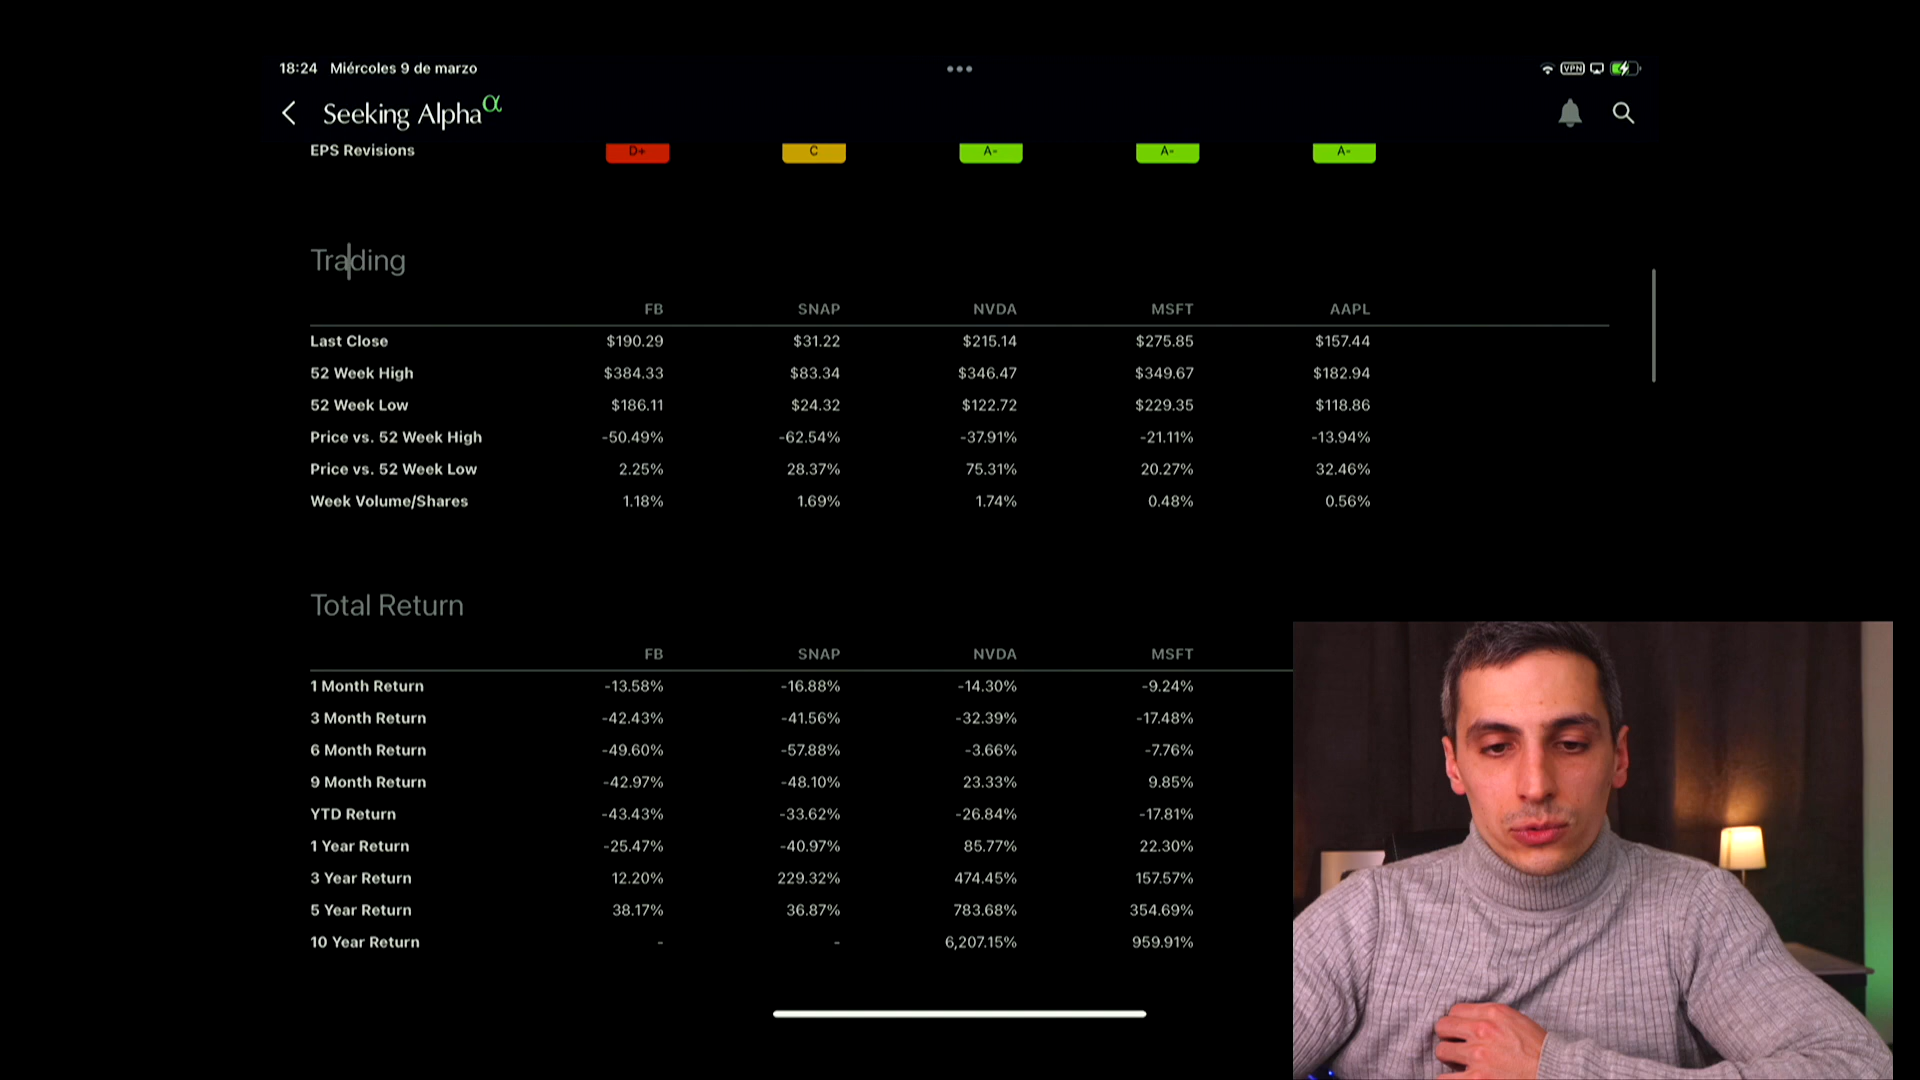 18:24 Miércoles 9 de marzo
VPN
Seeking Alpha α
EPS Revisions D+ C A- A- A-
Trading
FB SNAP NVDA MSFT AAPL
Last Close $190.29 $31.22 $215.14 $275.85 $157.44
52 Week High $384.33 $83.34 $346.47 $349.67 $182.94
52 Week Low $186.11 $24.32 $122.72 $229.35 $118.86
Price vs. 52 Week High -50.49% -62.54% -37.91% -21.11% -13.94%
Price vs. 52 Week Low 2.25% 28.37% 75.31% 20.27% 32.46%
Week Volume/Shares 1.18% 1.69% 1.74% 0.48% 0.56%
Total Return
FB SNAP NVDA MSFT
1 Month Return -13.58% -16.88% -14.30% -9.24%
3 Month Return -42.43% -41.56% -32.39% -17.48%
6 Month Return -49.60% -57.88% -3.66% -7.76%
9 Month Return -42.97% -48.10% 23.33% 9.85%
YTD Return -43.43% -33.62% -26.84% -17.81%
1 Year Return -25.47% -40.97% 85.77% 22.30%
3 Year Return 12.20% 229.32% 474.45% 157.57%
5 Year Return 38.17% 36.87% 783.68% 354.69%
10 Year Return - - 6,207.15% 959.91%